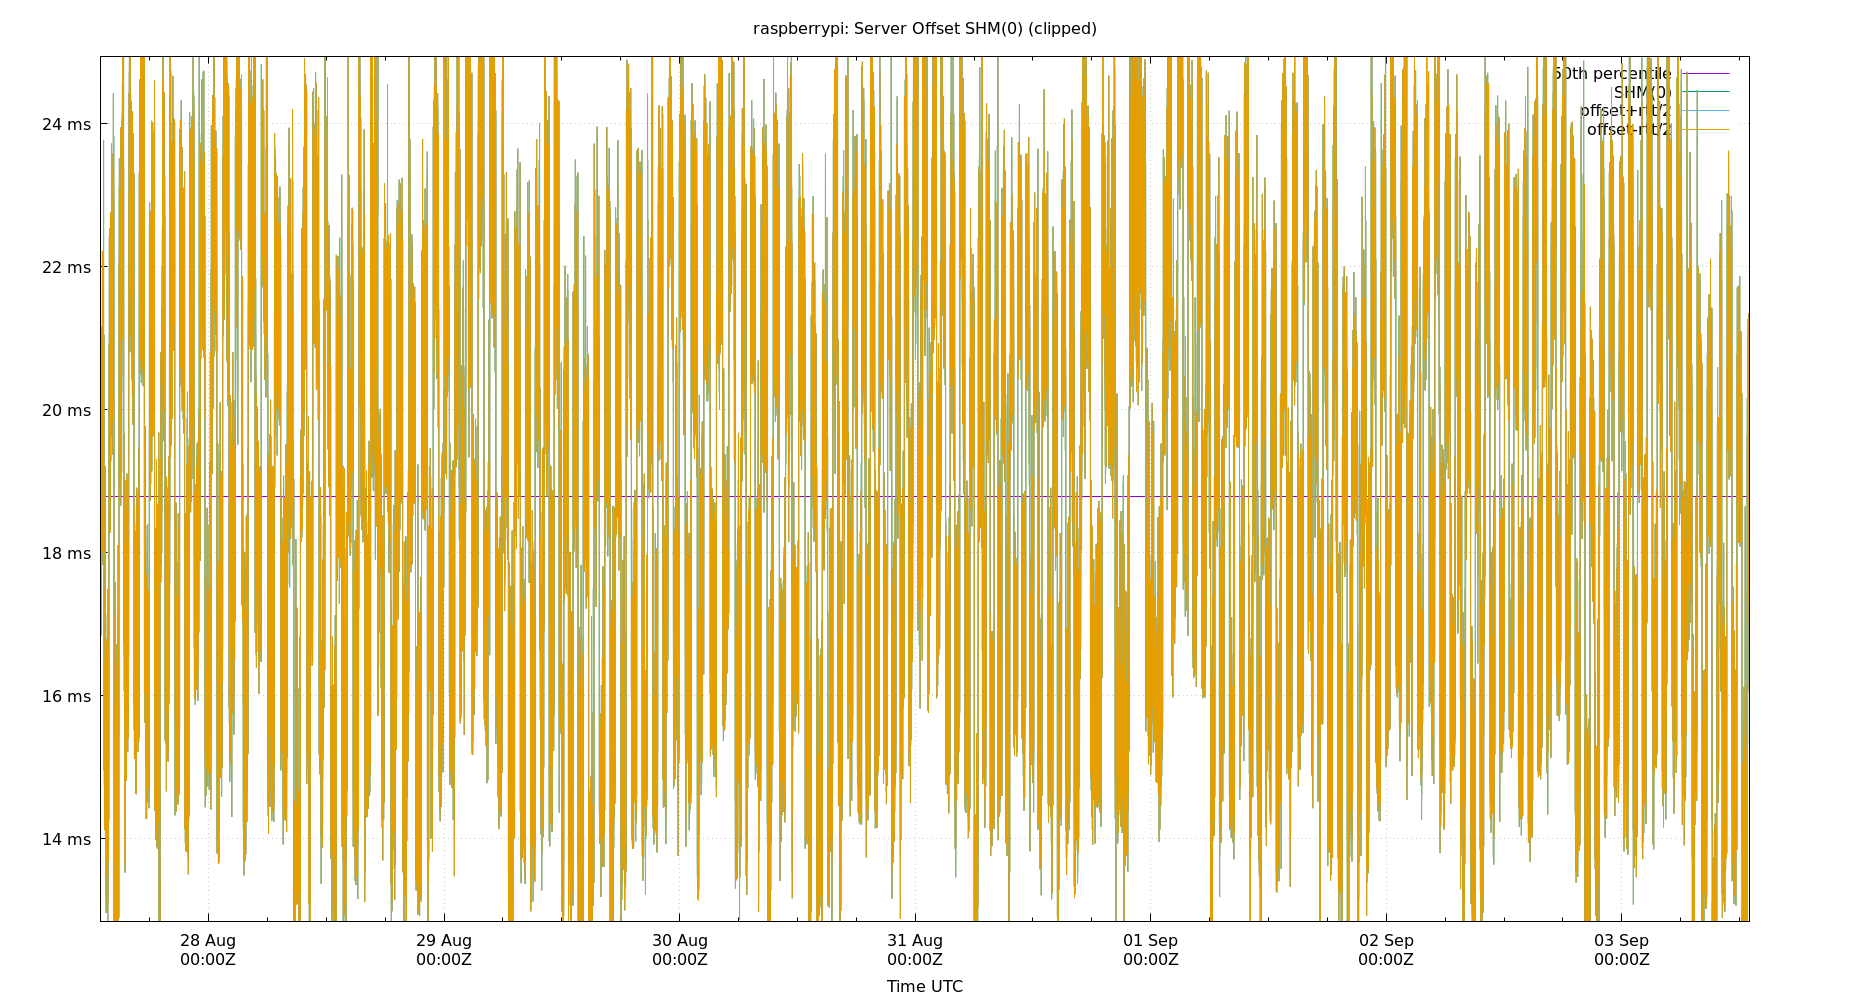 raspberrypi: Server Offset SHM(0) (clipped)
50th percentile
SHM(0)
offset+rtt/2
offset-rtt/2
24 ms
22 ms
20 ms
18 ms
16 ms
14 ms
28 Aug
00:00Z
29 Aug
00:00Z
30 Aug
00:00Z
31 Aug
00:00Z
01 Sep
00:00Z
02 Sep
00:00Z
03 Sep
00:00Z
Time UTC